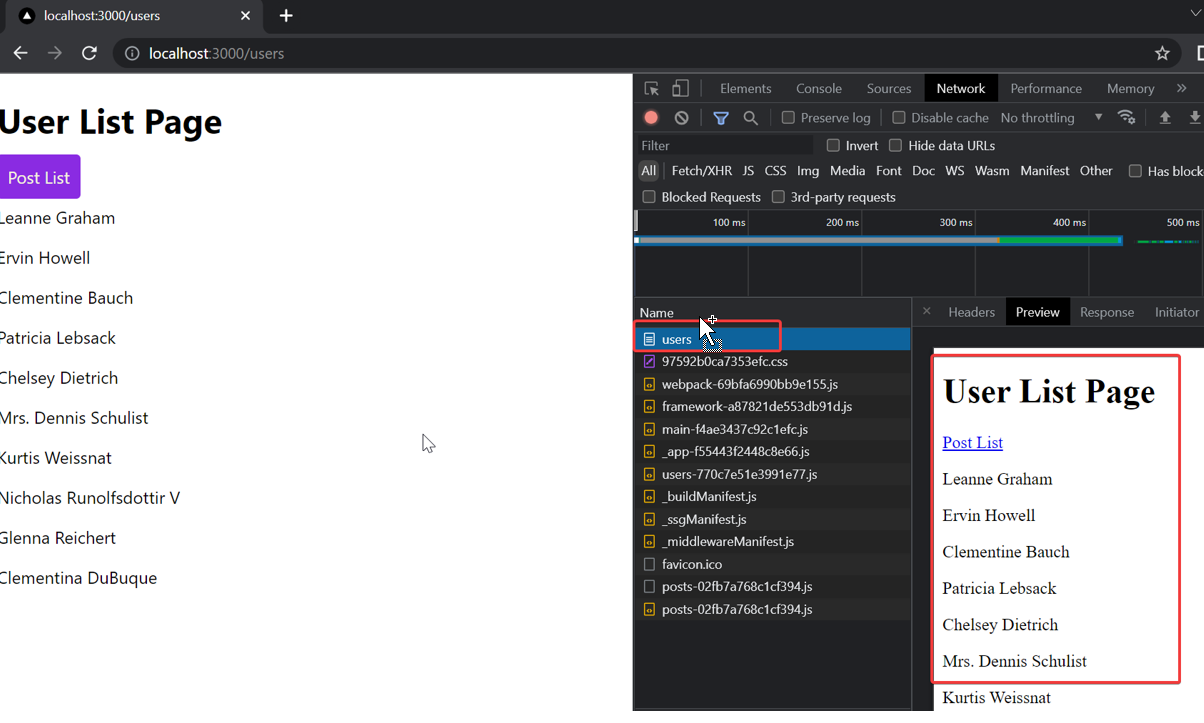 localhost:3000/users
localhost:3000/users
User List Page
Post List
Leanne Graham
Ervin Howell
Clementine Bauch
Patricia Lebsack
Chelsey Dietrich
Mrs. Dennis Schulist
Kurtis Weissnat
Nicholas Runolfsdottir V
Glenna Reichert
Clementina DuBuque
Elements Console Sources Network Performance Memory
Preserve log Disable cache No throttling
Filter Invert Hide data URLs
All Fetch/XHR JS CSS Img Media Font Doc WS Wasm Manifest Other Has block
Blocked Requests 3rd-party requests
100 ms 200 ms 300 ms 400 ms 500 ms
Name
users
97592b0ca7353efc.css
webpack-69bfa6990bb9e155.js
framework-a87821de553db91d.js
main-f4ae3437c92c1efc.js
_app-f55443f2448c8e66.js
users-770c7e51e3991e77.js
_buildManifest.js
_ssgManifest.js
_middlewareManifest.js
favicon.ico
posts-02fb7a768c1cf394.js
posts-02fb7a768c1cf394.js
Headers Preview Response Initiator
User List Page
Post List
Leanne Graham
Ervin Howell
Clementine Bauch
Patricia Lebsack
Chelsey Dietrich
Mrs. Dennis Schulist
Kurtis Weissnat